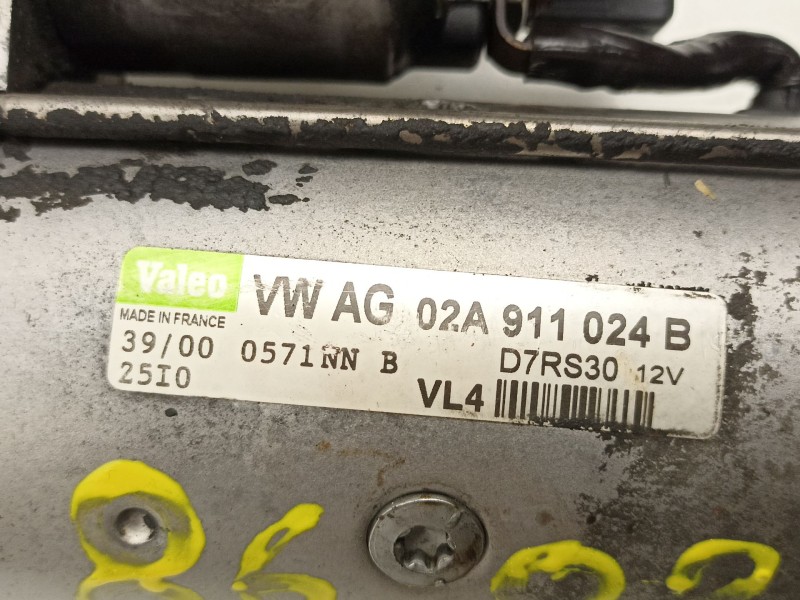 Valeo VW AG 02A 911 024 B
MADE IN FRANCE
39/00 0571NN B D7RS30 12V
25I0 VL4